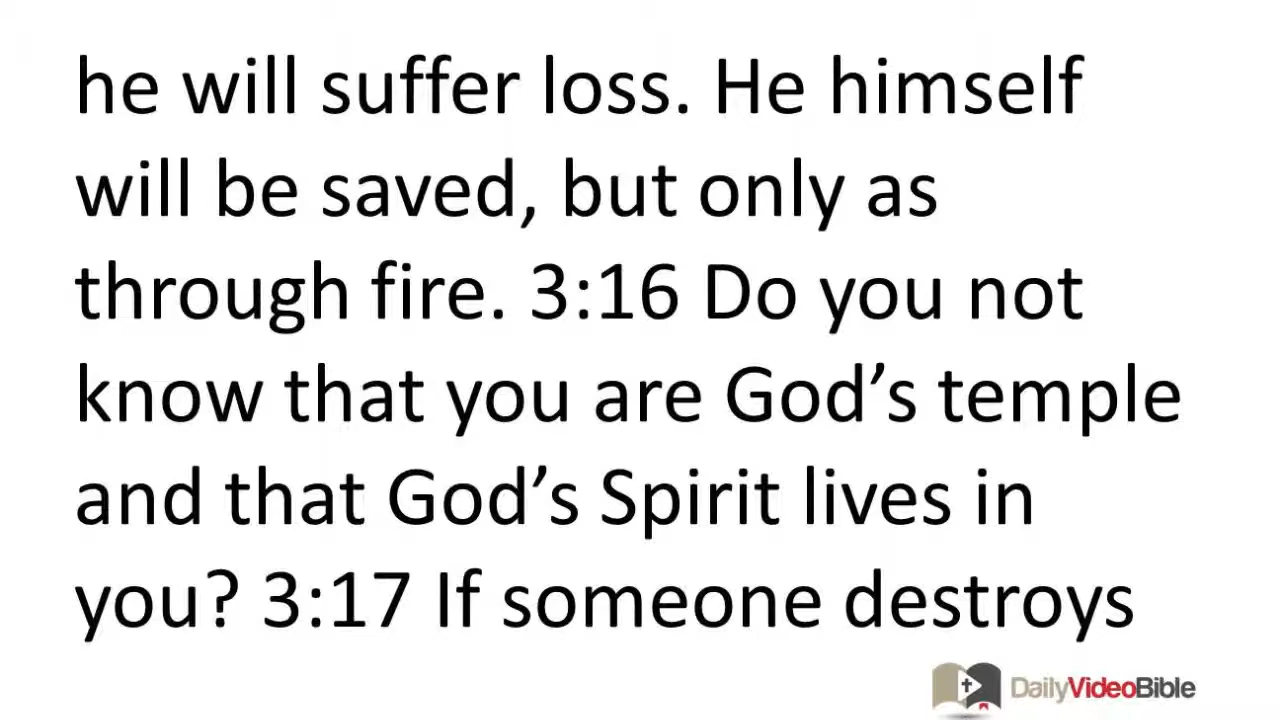 he will suffer loss. He himself
will be saved, but only as
through fire. 3:16 Do you not
know that you are God’s temple
and that God’s Spirit lives in
you? 3:17 If someone destroys
DailyVideoBible